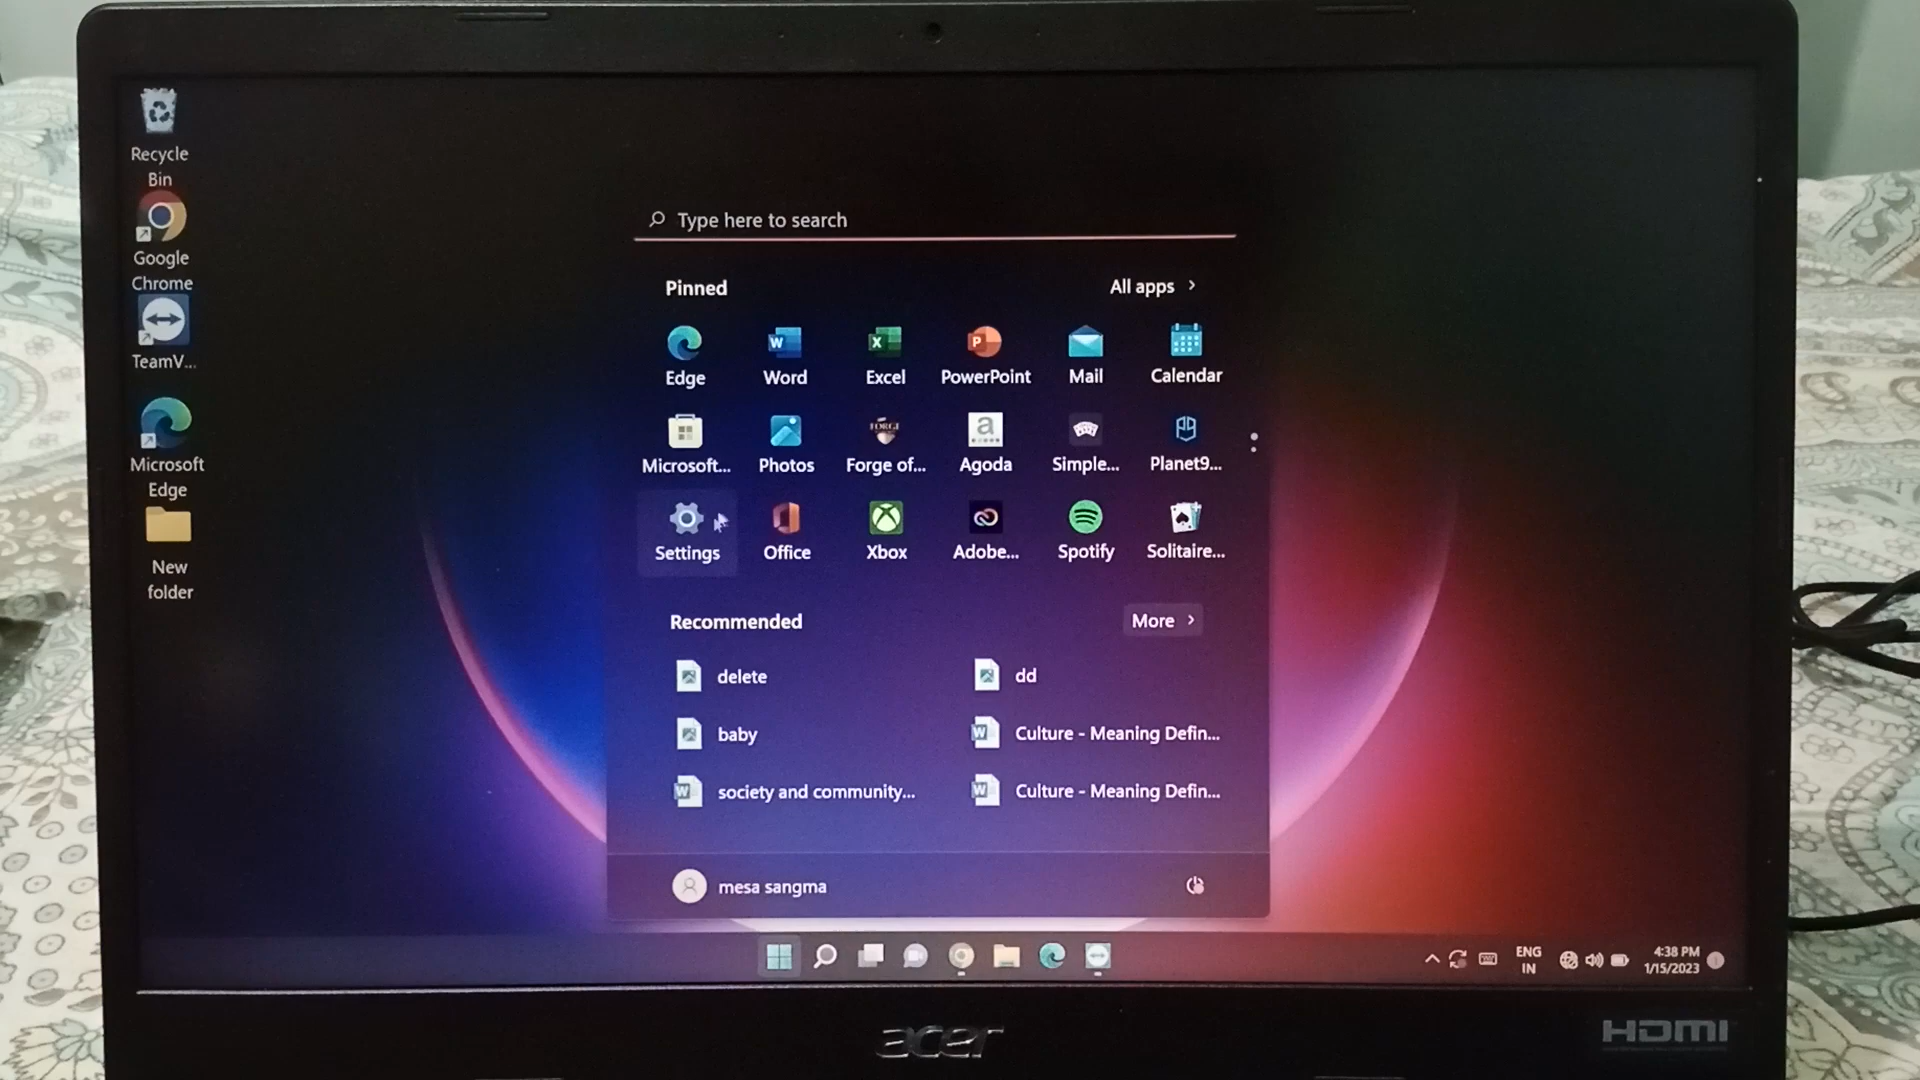 Recycle
Bin
Google
Chrome
TeamV...
Microsoft
Edge
New
folder
Type here to search
Pinned
All apps >
Edge
Word
Excel
PowerPoint
Mail
Calendar
Microsoft...
Photos
Forge of...
Agoda
Simple...
Planet9...
Settings
Office
Xbox
Adobe...
Spotify
Solitaire...
Recommended
More >
delete
dd
baby
Culture - Meaning Defin...
society and community...
Culture - Meaning Defin...
mesa sangma
ENG
IN
4:38 PM
1/15/2023
acer
HDMI